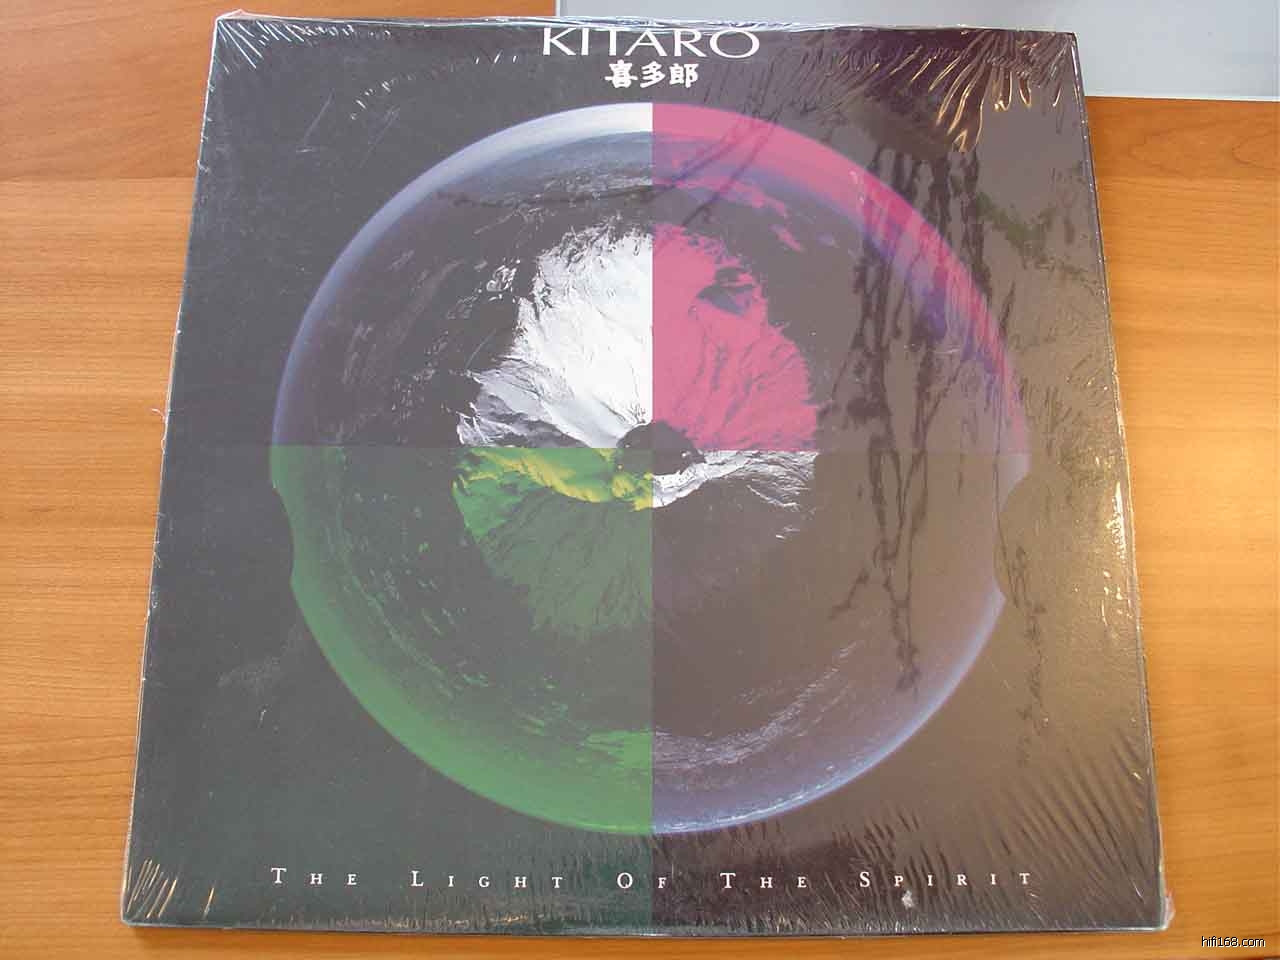 KITARO
喜多郎
THE LIGHT OF THE SPIRIT
hifi168.com